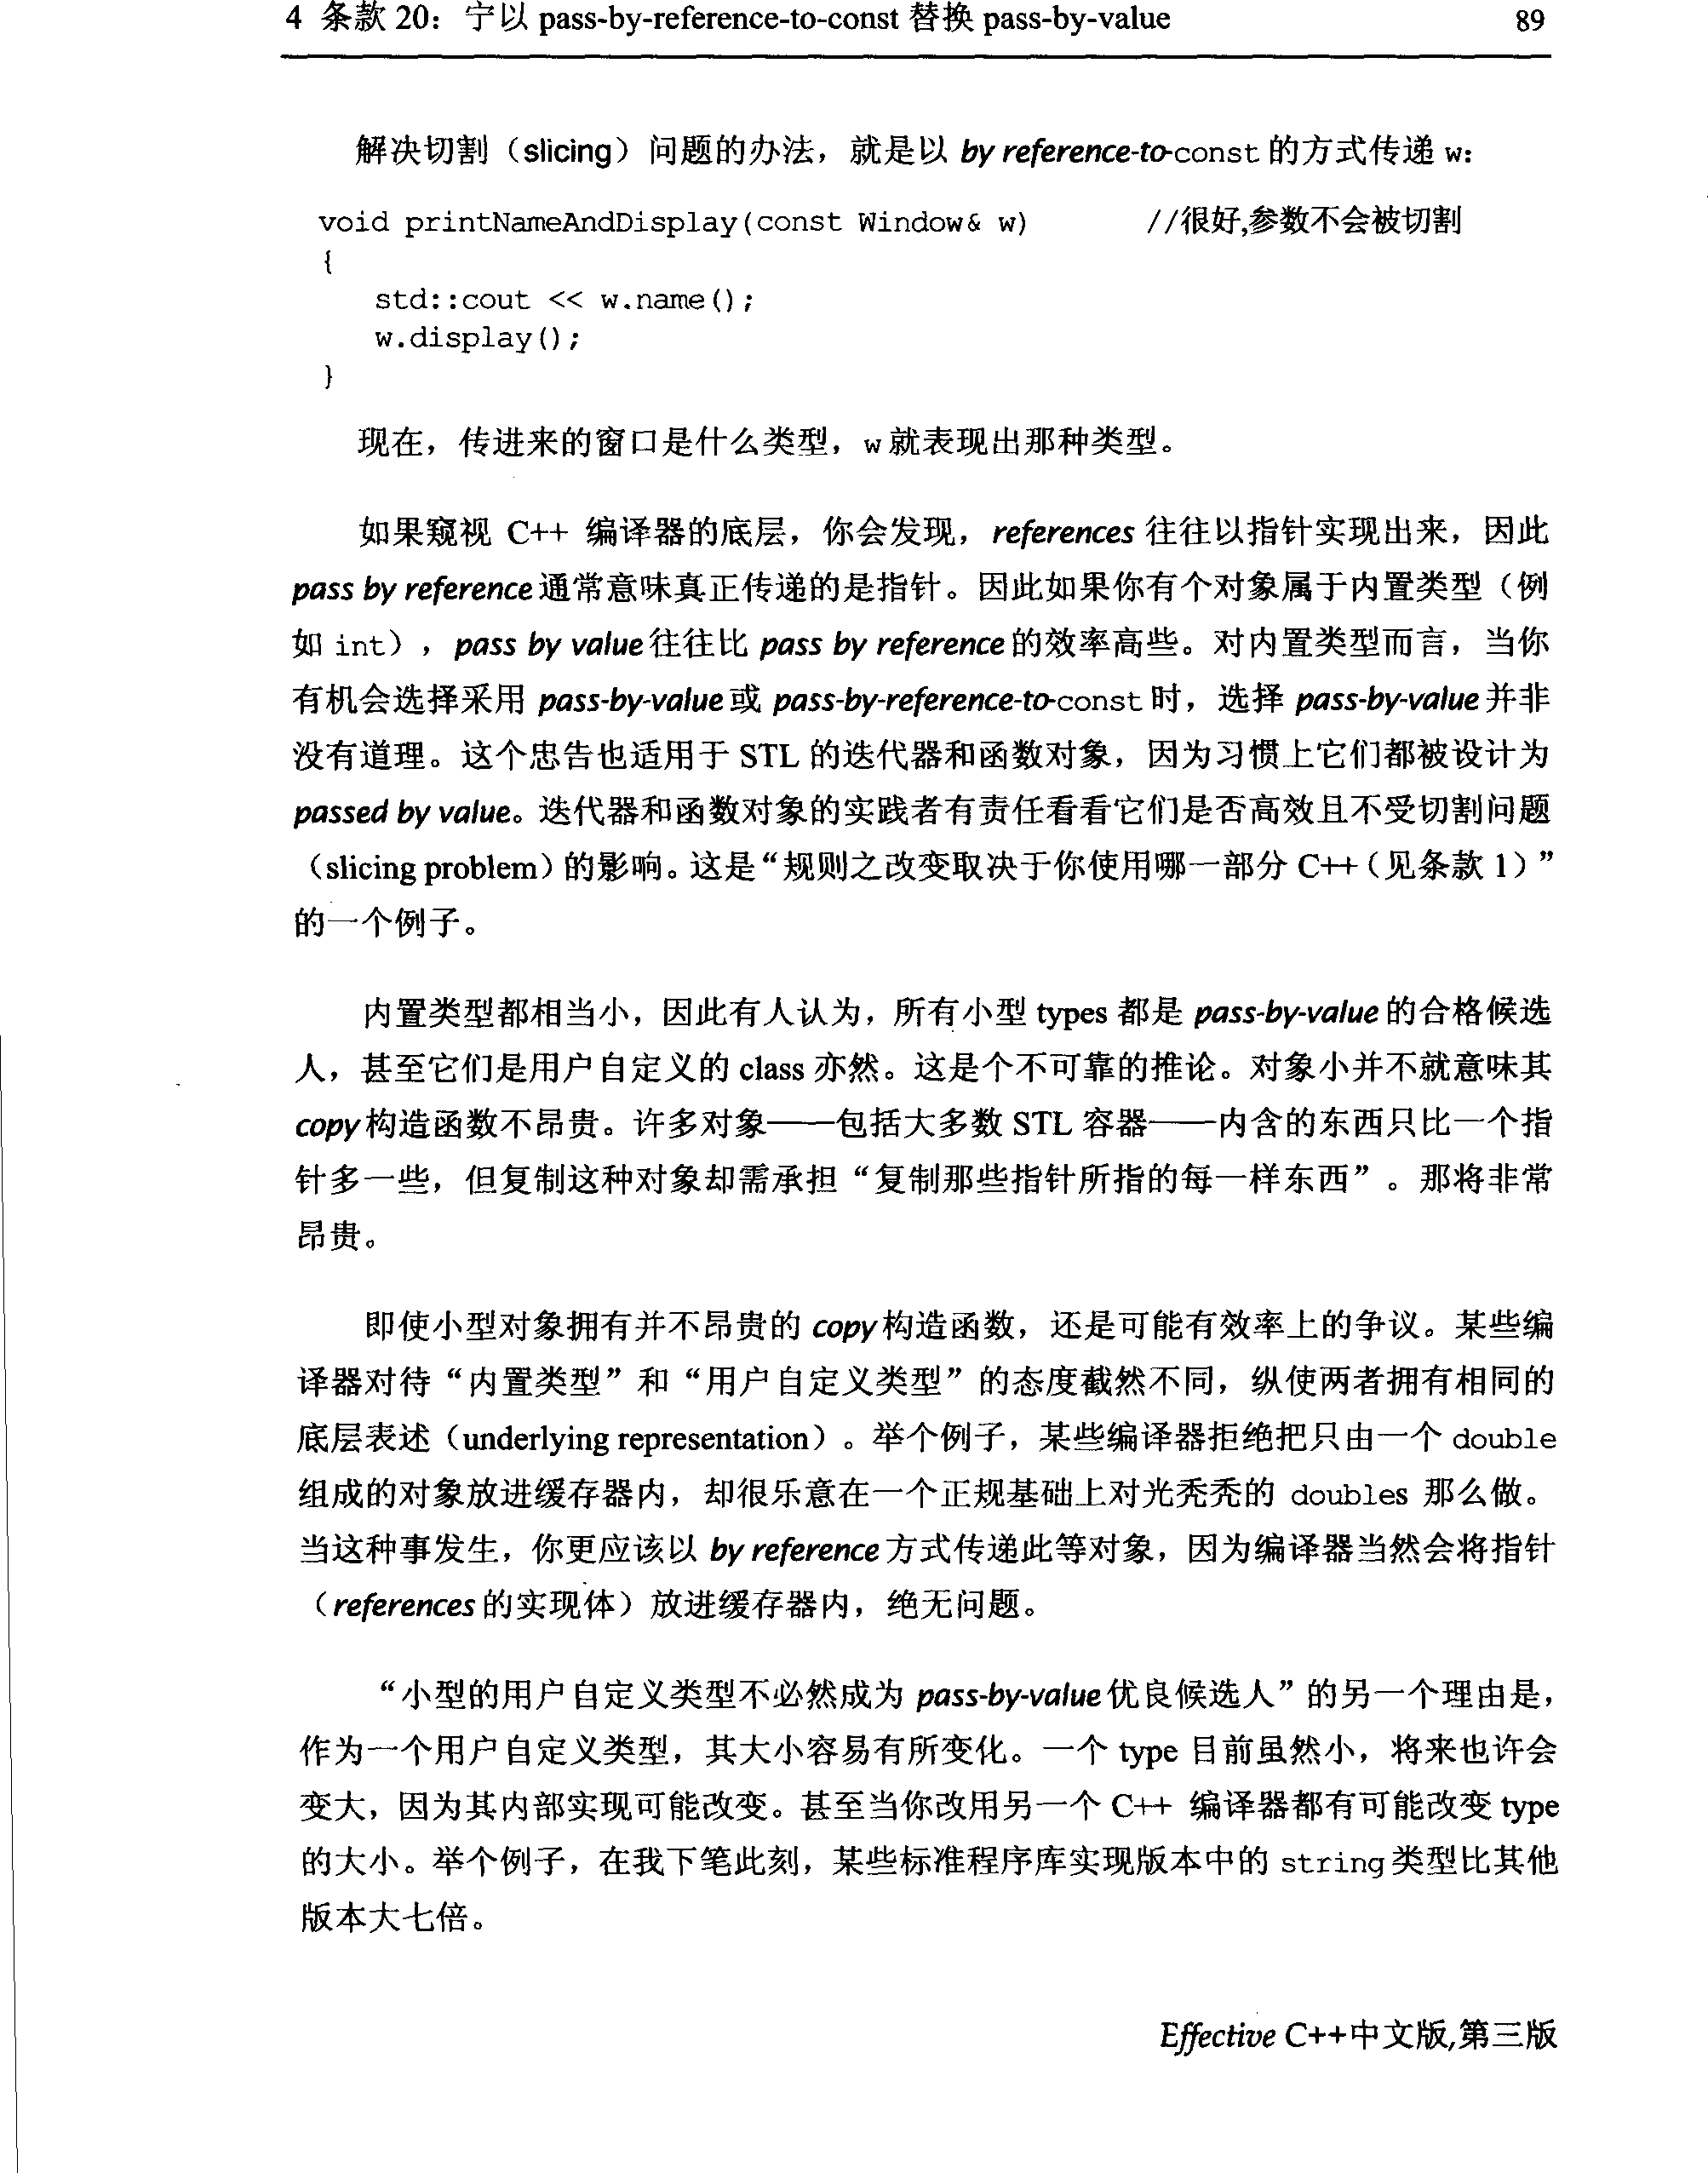 4 条款 20：宁以 pass-by-reference-to-const 替换 pass-by-value 89
解决切割（slicing）问题的办法，就是以 by reference-to-const 的方式传递 w:
void printNameAndDisplay(const Window& w) //很好,参数不会被切割
{
std::cout << w.name();
w.display();
}
现在，传进来的窗口是什么类型，w 就表现出那种类型。
如果窥视 C++ 编译器的底层，你会发现，references 往往以指针实现出来，因此
pass by reference 通常意味真正传递的是指针。因此如果你有个对象属于内置类型（例
如 int），pass by value 往往比 pass by reference 的效率高些。对内置类型而言，当你
有机会选择采用 pass-by-value 或 pass-by-reference-to-const 时，选择 pass-by-value 并非
没有道理。这个忠告也适用于 STL 的迭代器和函数对象，因为习惯上它们都被设计为
passed by value。迭代器和函数对象的实践者有责任看看它们是否高效且不受切割问题
（slicing problem）的影响。这是“规则之改变取决于你使用哪一部分 C++（见条款 1）”
的一个例子。
内置类型都相当小，因此有人认为，所有小型 types 都是 pass-by-value 的合格候选
人，甚至它们是用户自定义的 class 亦然。这是个不可靠的推论。对象小并不就意味其
copy 构造函数不昂贵。许多对象——包括大多数 STL 容器——内含的东西只比一个指
针多一些，但复制这种对象却需承担“复制那些指针所指的每一样东西”。那将非常
昂贵。
即使小型对象拥有并不昂贵的 copy 构造函数，还是可能有效率上的争议。某些编
译器对待“内置类型”和“用户自定义类型”的态度截然不同，纵使两者拥有相同的
底层表述（underlying representation）。举个例子，某些编译器拒绝把只由一个 double
组成的对象放进缓存器内，却很乐意在一个正规基础上对光秃秃的 doubles 那么做。
当这种事发生，你更应该以 by reference 方式传递此等对象，因为编译器当然会将指针
（references 的实现体）放进缓存器内，绝无问题。
“小型的用户自定义类型不必然成为 pass-by-value 优良候选人”的另一个理由是，
作为一个用户自定义类型，其大小容易有所变化。一个 type 目前虽然小，将来也许会
变大，因为其内部实现可能改变。甚至当你改用另一个 C++ 编译器都有可能改变 type
的大小。举个例子，在我下笔此刻，某些标准程序库实现版本中的 string 类型比其他
版本大七倍。
Effective C++中文版,第三版